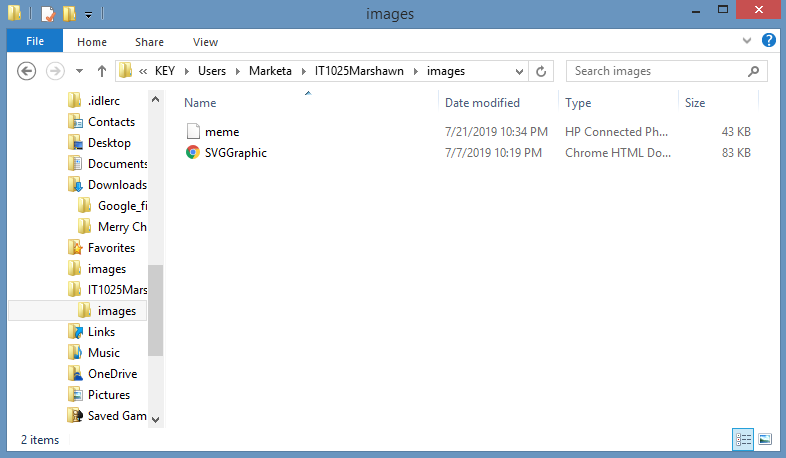 images
File Home Share View
« KEY Users Marketa IT1025Marshawn images Search images
Name Date modified Type Size
meme 7/21/2019 10:34 PM HP Connected Ph... 43 KB
SVGGraphic 7/7/2019 10:19 PM Chrome HTML Do... 83 KB
.idlerc
Contacts
Desktop
Documents
Downloads
Google_fi
Merry Ch
Favorites
images
IT1025Mars
images
Links
Music
OneDrive
Pictures
Saved Gam
2 items